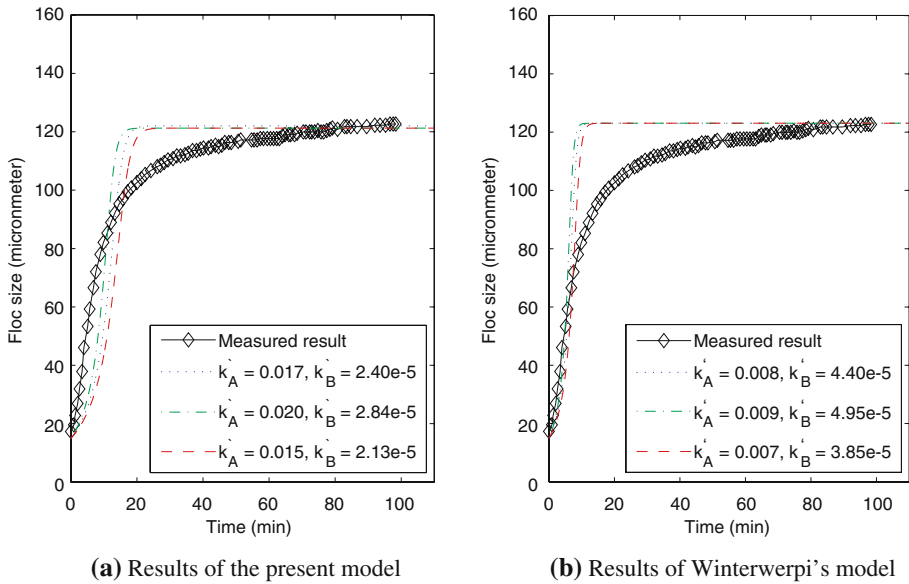 160
140
120
100
80
60
40
20
0
Floc size (micronmeter)
0 20 40 60 80 100
Time (min)
Measured result
k`A = 0.017, k`B = 2.40e-5
k`A = 0.020, k`B = 2.84e-5
k`A = 0.015, k`B = 2.13e-5
(a) Results of the present model
160
140
120
100
80
60
40
20
0
Floc size (micronmeter)
0 20 40 60 80 100
Time (min)
Measured result
k‘A = 0.008, k‘B = 4.40e-5
k‘A = 0.009, k‘B = 4.95e-5
k‘A = 0.007, k‘B = 3.85e-5
(b) Results of Winterwerpi’s model